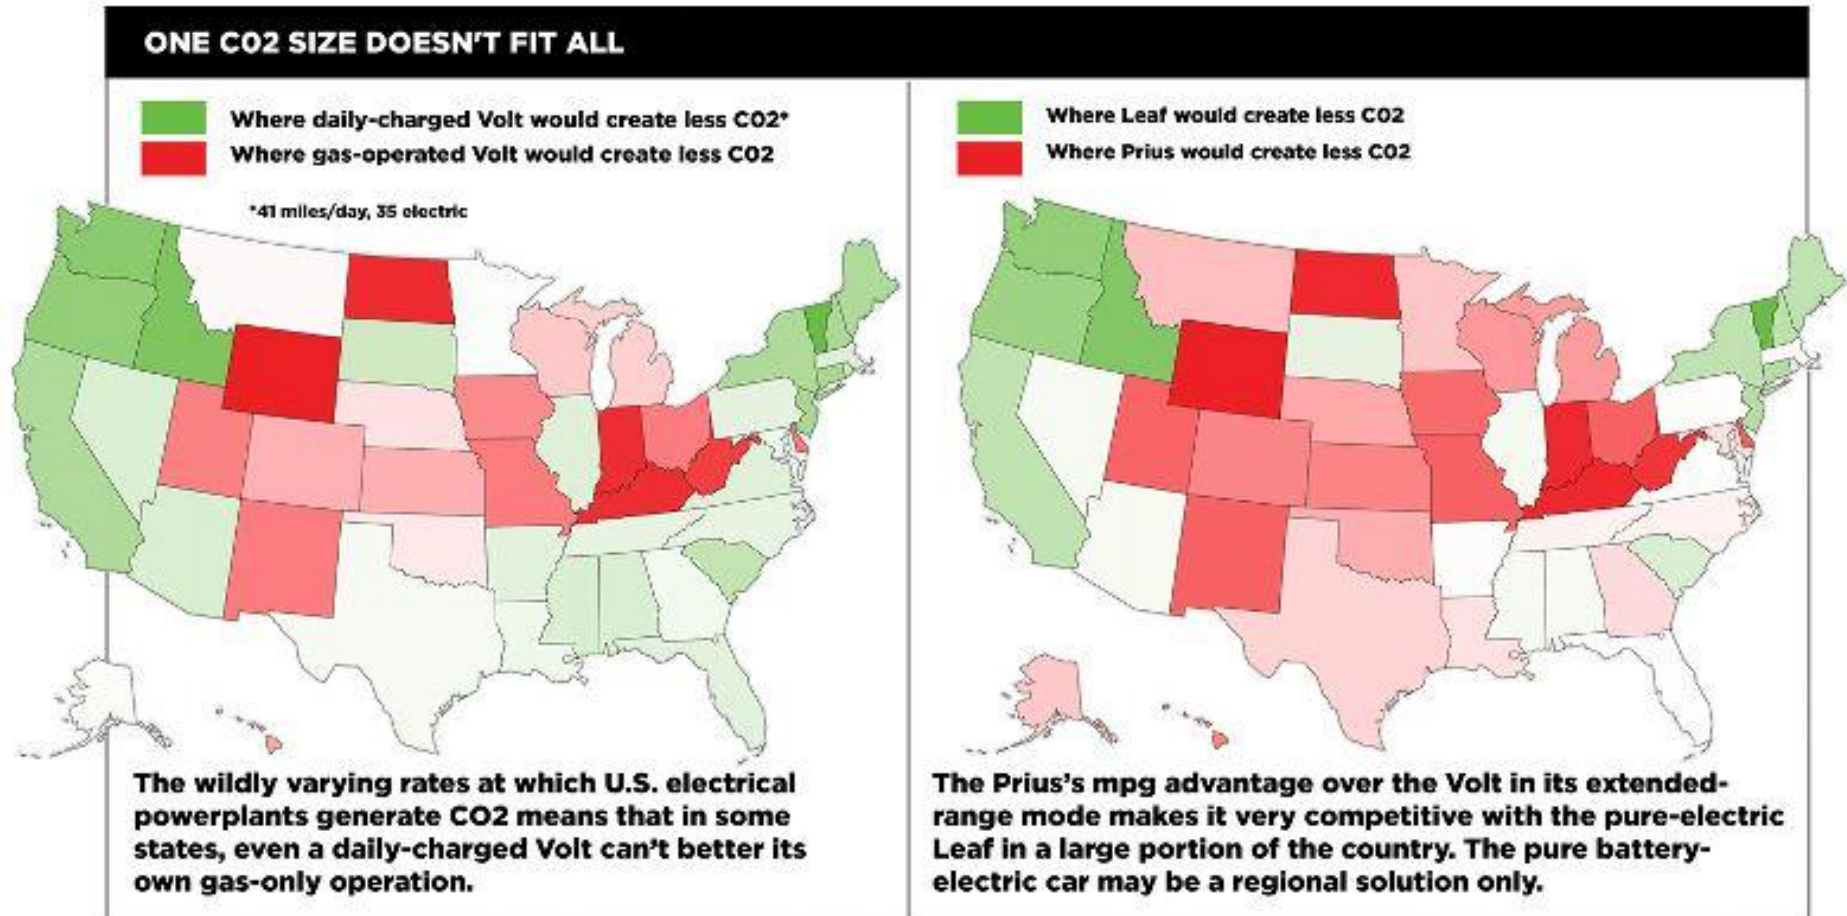 ONE C02 SIZE DOESN'T FIT ALL
Where daily-charged Volt would create less C02*
Where gas-operated Volt would create less C02
*41 miles/day, 35 electric
The wildly varying rates at which U.S. electrical
powerplants generate CO2 means that in some
states, even a daily-charged Volt can't better its
own gas-only operation.
Where Leaf would create less C02
Where Prius would create less C02
The Prius's mpg advantage over the Volt in its extended-
range mode makes it very competitive with the pure-electric
Leaf in a large portion of the country. The pure battery-
electric car may be a regional solution only.